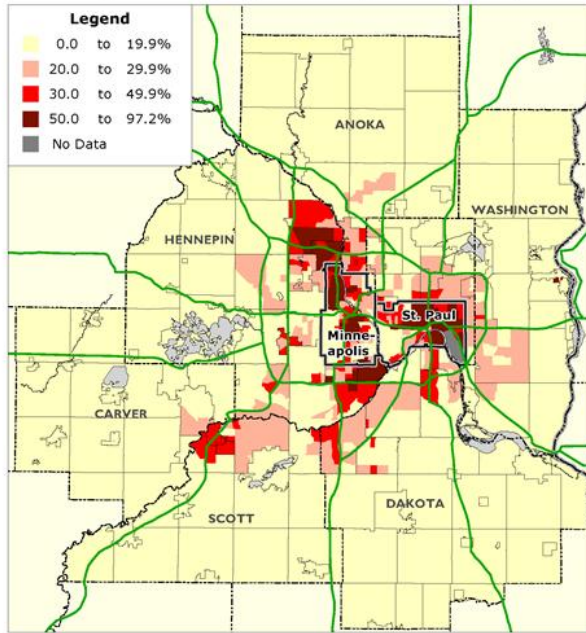 Legend
0.0 to 19.9%
20.0 to 29.9%
30.0 to 49.9%
50.0 to 97.2%
No Data
ANOKA
WASHINGTON
HENNEPIN
St. Paul
Minne-
apolis
CARVER
SCOTT
DAKOTA